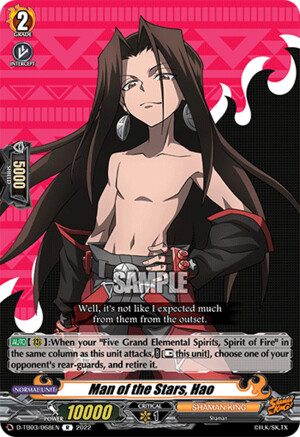 2
GRADE
INTERCEPT
5000
SHIELD
SAMPLE
Well, it's not like I expected much
from them from the outset.
AUTO :When your "Five Grand Elemental Spirits, Spirit of Fire" in
the same column as this unit attacks, [ this unit), choose one of your
opponent's rear-guards, and retire it.
NORMAL UNIT
Man of the Stars, Hao
POWER 10000
CRITICAL
1
SHAMAN KING
Shaman
D-TB03/068EN R 2022
©H.K/SK,TX